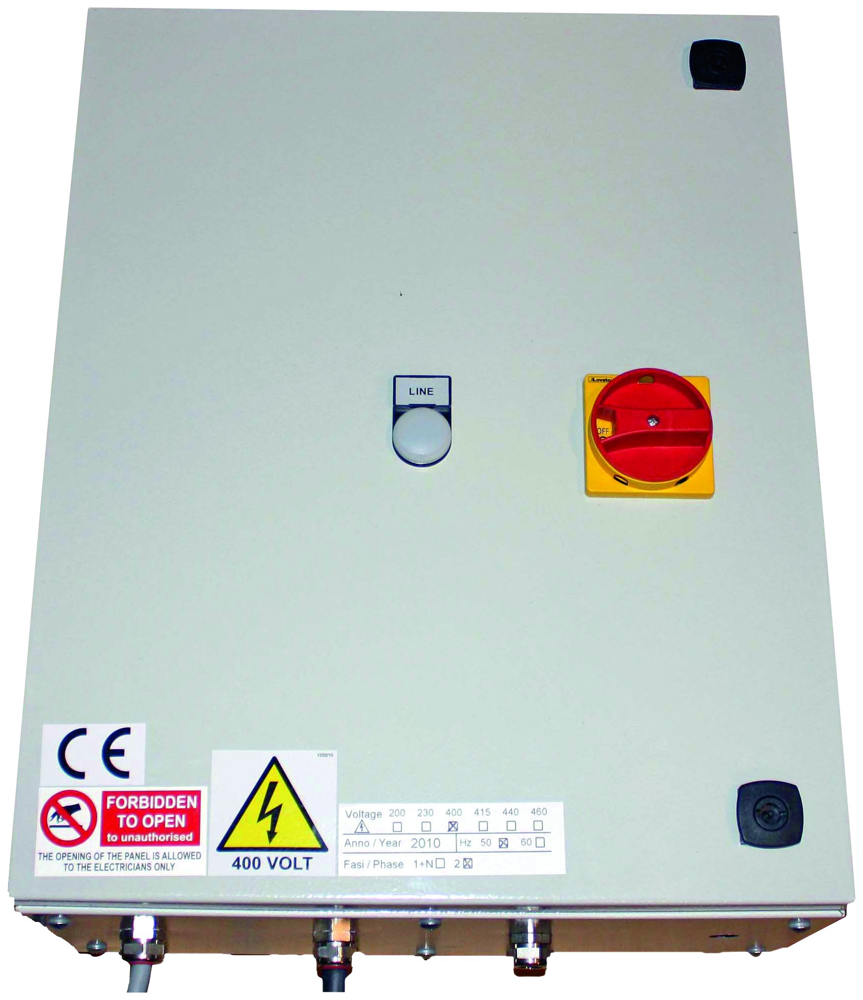 Lovato
LINE
OFF
CE
FORBIDDEN
TO OPEN
to unauthorised
THE OPENING OF THE PANEL IS ALLOWED
TO THE ELECTRICIANS ONLY
1232/10
400 VOLT
Voltage 200 230 400 415 440 460
Anno / Year 2010 Hz 50 60
Fasi / Phase 1+N 2